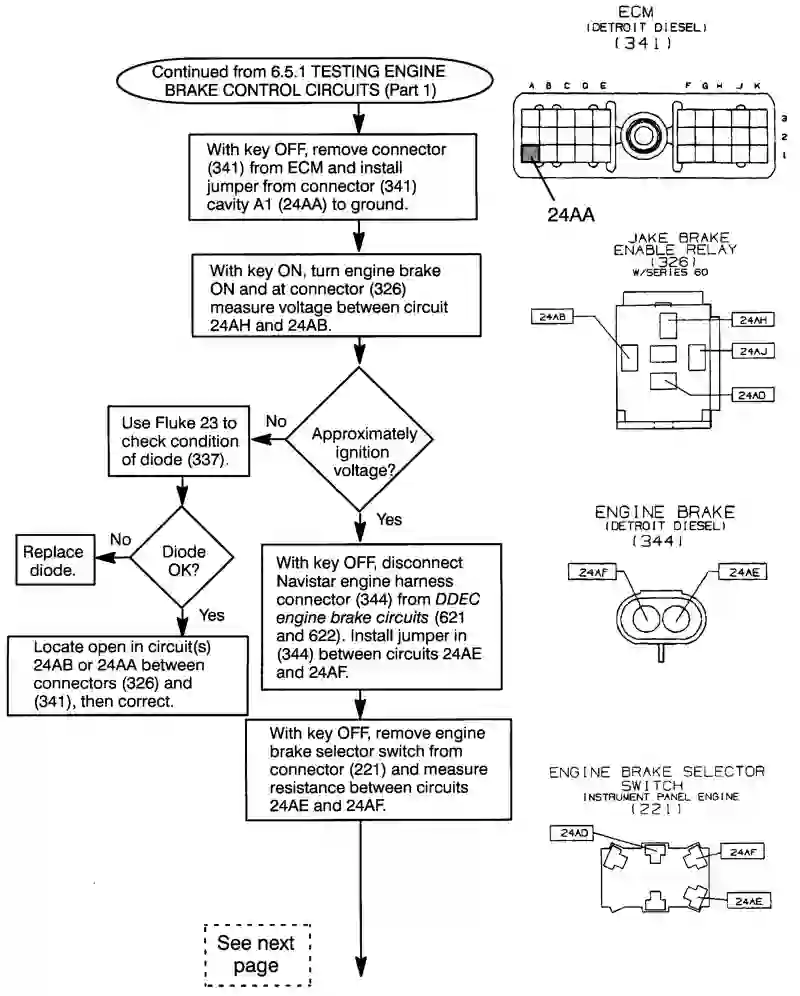 Continued from 6.5.1 TESTING ENGINE
BRAKE CONTROL CIRCUITS (Part 1)
With key OFF, remove connector
(341) from ECM and install
jumper from connector (341)
cavity A1 (24AA) to ground.
With key ON, turn engine brake
ON and at connector (326)
measure voltage between circuit
24AH and 24AB.
Approximately
ignition
voltage?
No
Use Fluke 23 to
check condition
of diode (337).
Diode
OK?
No
Replace
diode.
Yes
Locate open in circuit(s)
24AB or 24AA between
connectors (326) and
(341), then correct.
Yes
With key OFF, disconnect
Navistar engine harness
connector (344) from DDEC
engine brake circuits (621
and 622). Install jumper in
(344) between circuits 24AE
and 24AF.
With key OFF, remove engine
brake selector switch from
connector (221) and measure
resistance between circuits
24AE and 24AF.
See next
page
ECM
(DETROIT DIESEL)
(341)
A B C D E F G H J K
3
2
1
24AA
JAKE BRAKE
ENABLE RELAY
(326)
W/SERIES 60
24AB
24AH
24AJ
24AD
ENGINE BRAKE
(DETROIT DIESEL)
(344)
24AF
24AE
ENGINE BRAKE SELECTOR
SWITCH
INSTRUMENT PANEL ENGINE
(221)
24AD
24AF
24AE